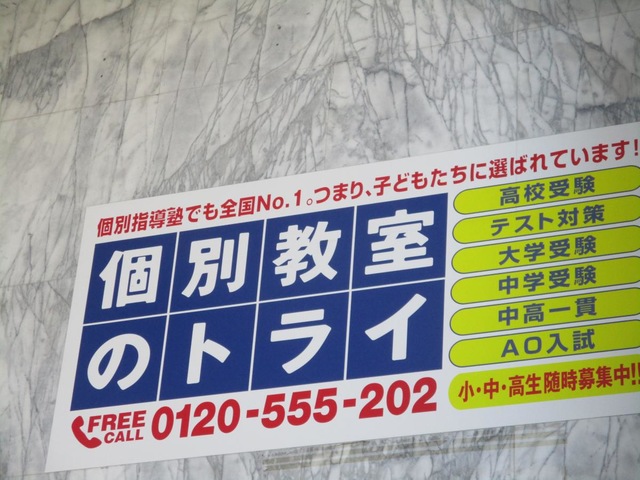 個別指導塾でも全国No.1。つまり、子どもたちに選ばれています!
個別教室
のトライ
FREE
CALL
0120-555-202
高校受験
テスト対策
大学受験
中学受験
中高一貫
AO入試
小・中・高生随時募集中!!